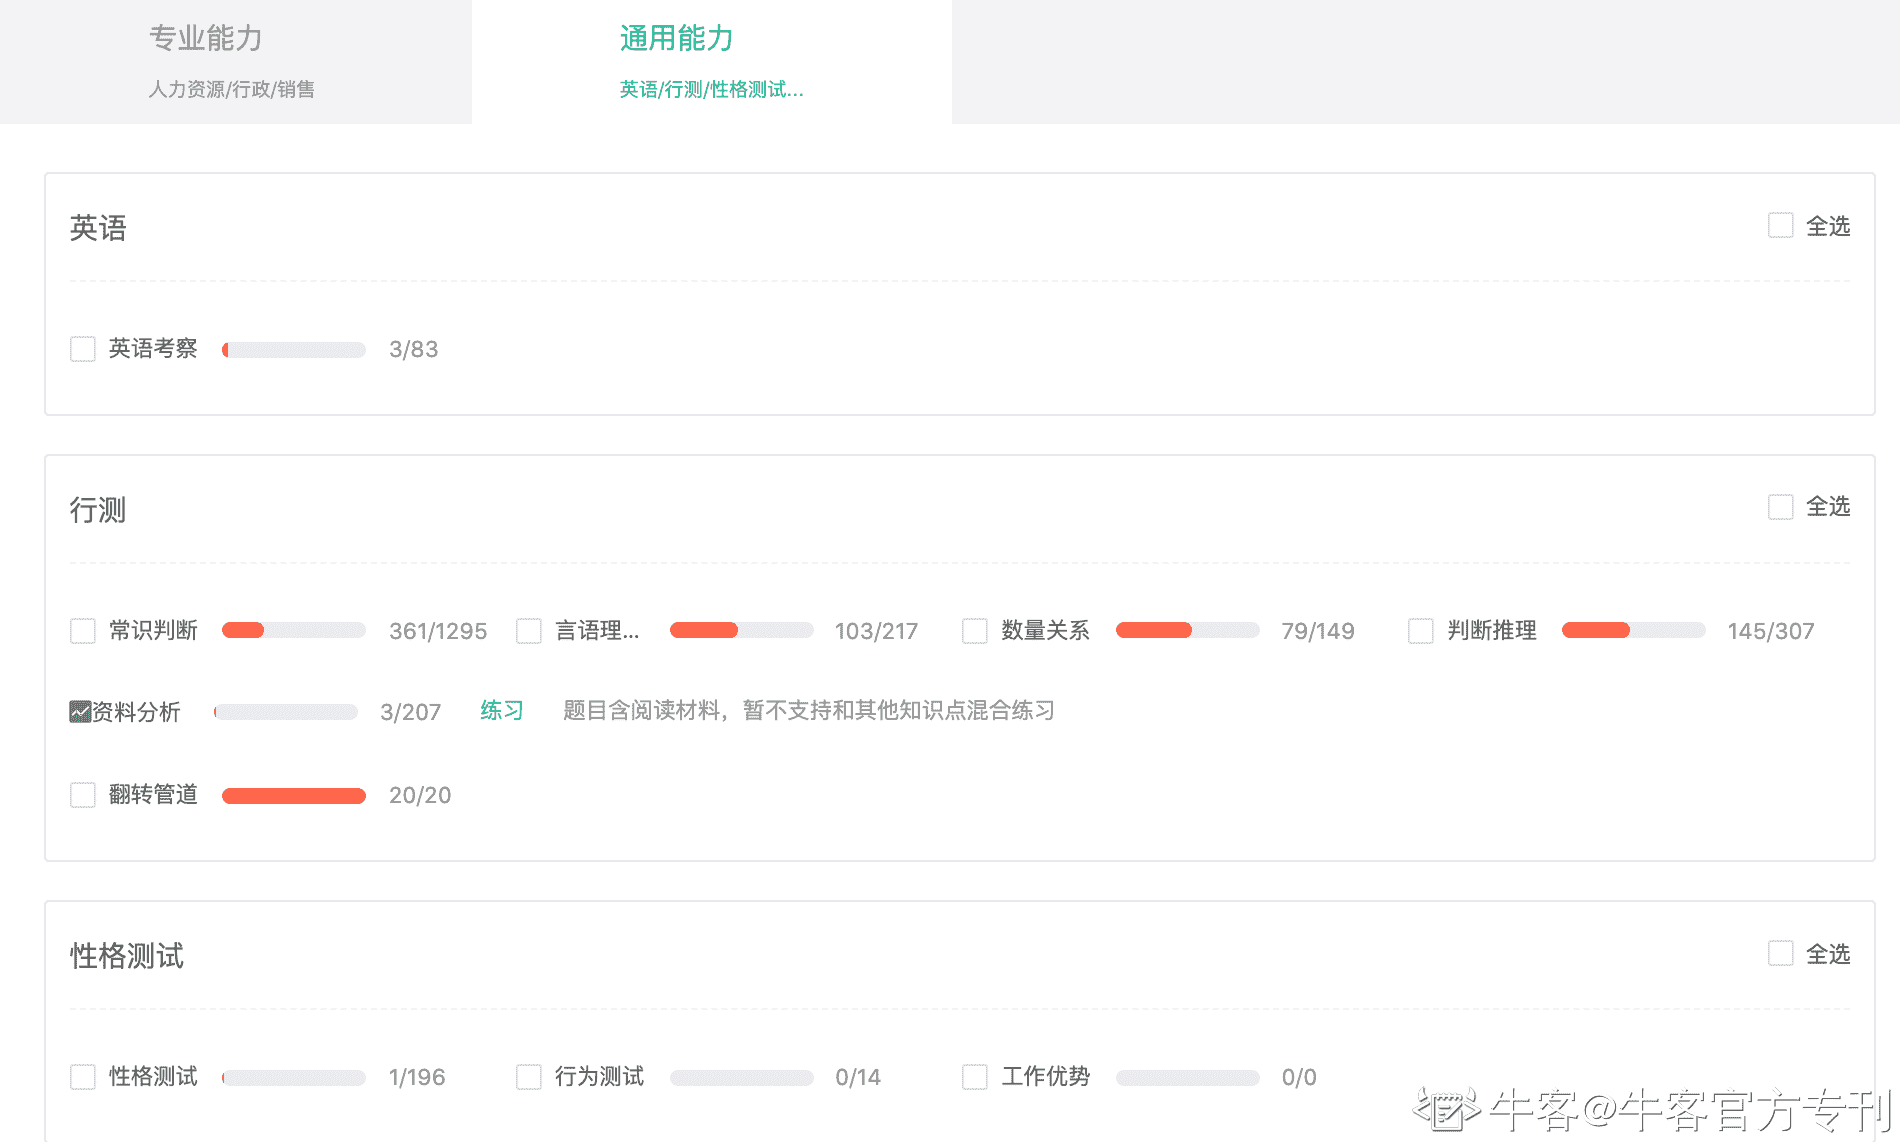 专业能力
通用能力
人力资源/行政/销售
英语/行测/性格测试...
英语
全选
英语考察 3/83
行测
全选
常识判断 361/1295 言语理... 103/217 数量关系 79/149 判断推理 145/307
资料分析 3/207 练习 题目含阅读材料，暂不支持和其他知识点混合练习
翻转管道 20/20
性格测试
全选
性格测试 1/196 行为测试 0/14 工作优势 0/0
牛客@牛客官方专刊